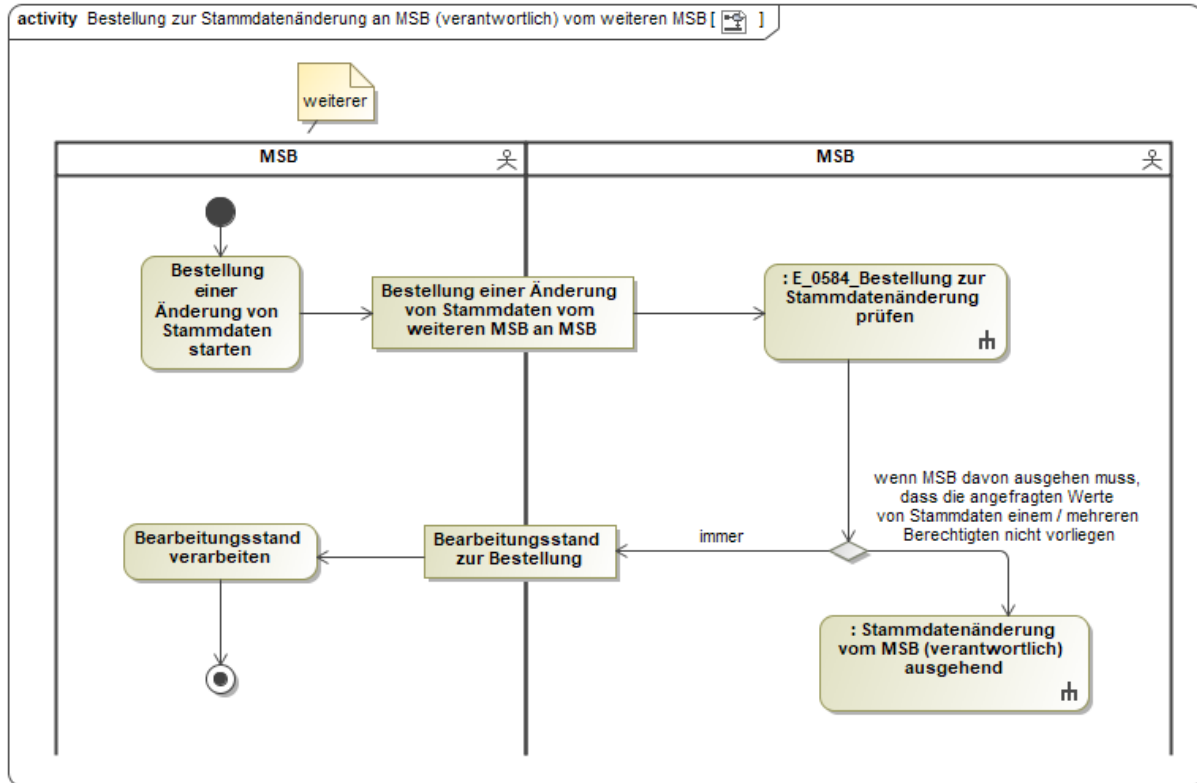 activity Bestellung zur Stammdatenänderung an MSB (verantwortlich) vom weiteren MSB [ ]
weiterer
MSB
MSB
Bestellung
einer
Änderung von
Stammdaten
starten
Bestellung einer Änderung
von Stammdaten vom
weiteren MSB an MSB
: E_0584_Bestellung zur
Stammdatenänderung
prüfen
wenn MSB davon ausgehen muss,
dass die angefragten Werte
von Stammdaten einem / mehreren
Berechtigten nicht vorliegen
immer
Bearbeitungsstand
zur Bestellung
Bearbeitungsstand
verarbeiten
: Stammdatenänderung
vom MSB (verantwortlich)
ausgehend